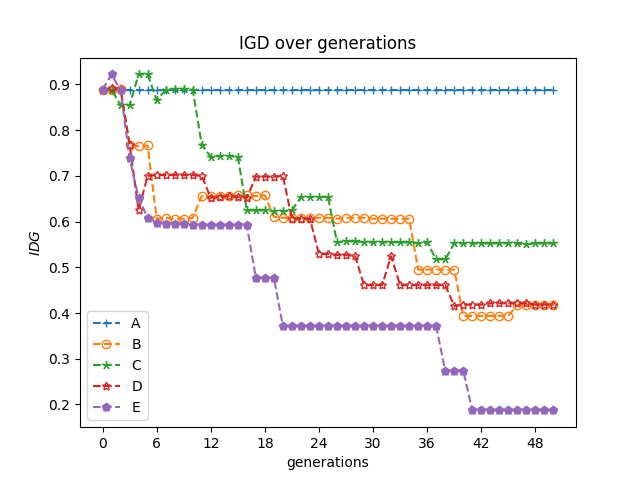 IGD over generations
0.9
0.8
0.7
0.6
0.5
0.4
0.3
0.2
IDG
A
B
C
D
E
0 6 12 18 24 30 36 42 48
generations